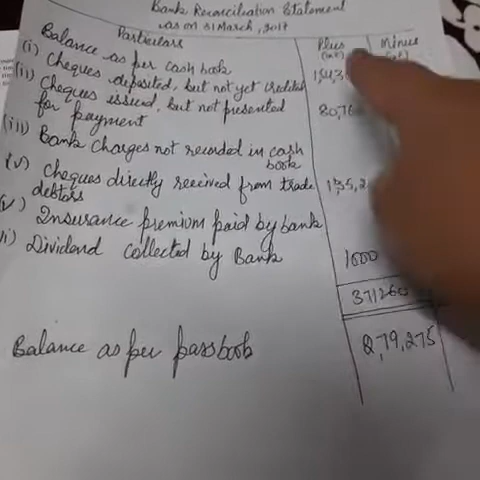 Bank Reconciliation Statement
as on 31 March, 2017
Particulars
Plus
Minus
(i) Balance as per cash book
(ii) Cheques deposited, but not yet credited
Cheques issued, but not presented
for payment
(iii) Bank Charges not recorded in cash
book
(v) Cheques directly received from trade
debtors
Insurance premium paid by bank
Dividend collected by Bank
1000
371260
Balance as per passbook
2,79,275